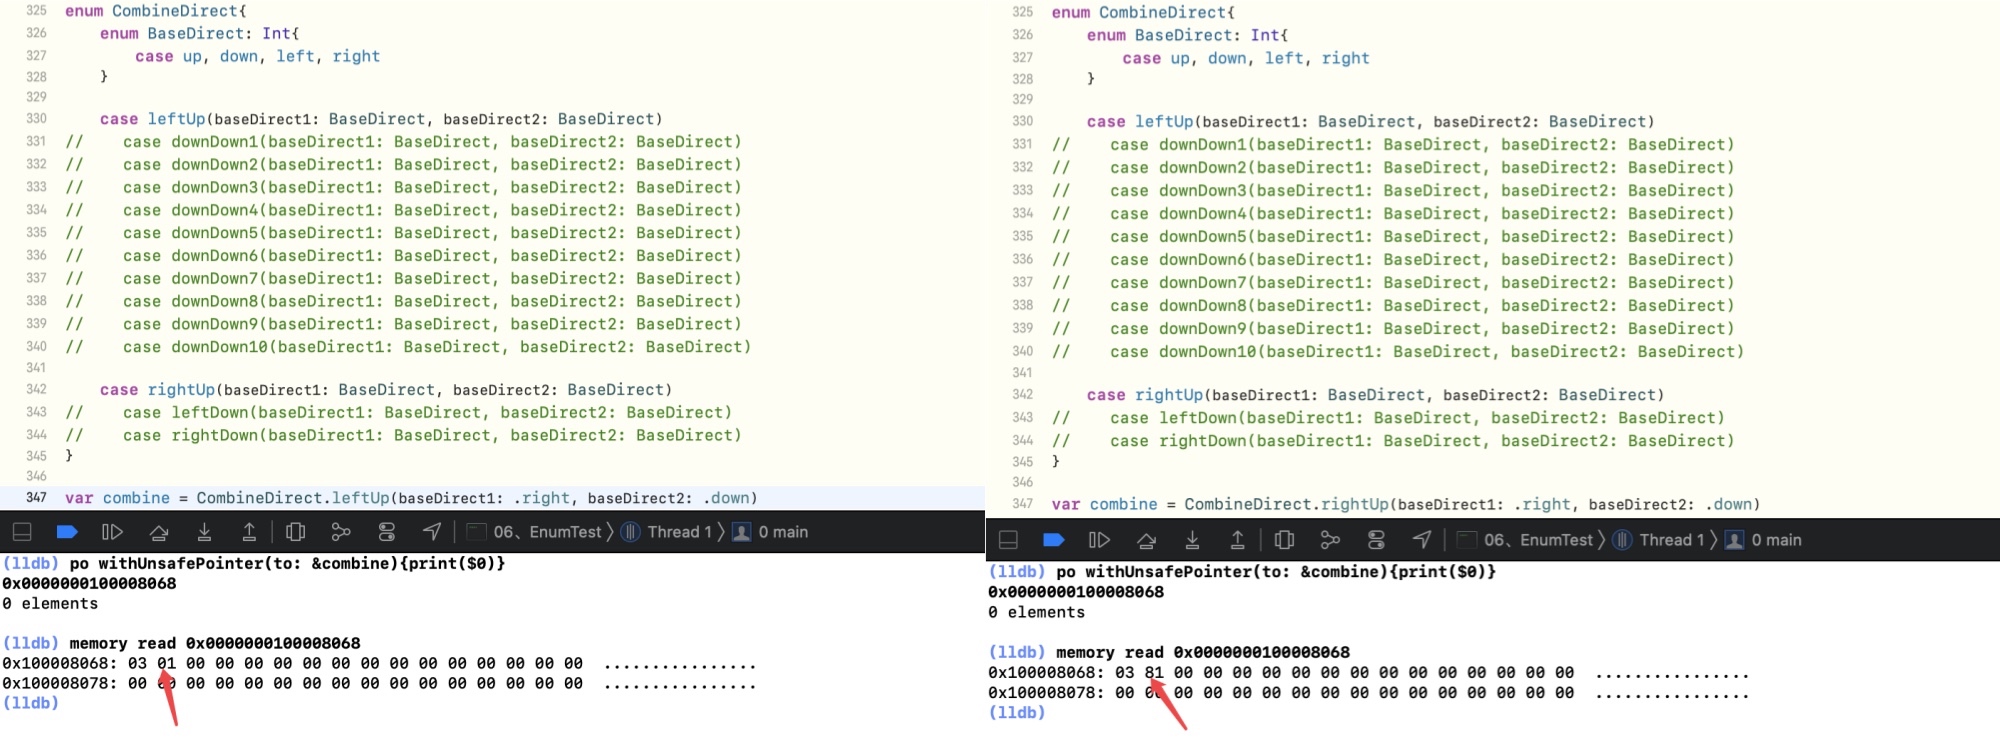 325 enum CombineDirect{
326 enum BaseDirect: Int{
327 case up, down, left, right
328 }
329
330 case leftUp(baseDirect1: BaseDirect, baseDirect2: BaseDirect)
331 // case downDown1(baseDirect1: BaseDirect, baseDirect2: BaseDirect)
332 // case downDown2(baseDirect1: BaseDirect, baseDirect2: BaseDirect)
333 // case downDown3(baseDirect1: BaseDirect, baseDirect2: BaseDirect)
334 // case downDown4(baseDirect1: BaseDirect, baseDirect2: BaseDirect)
335 // case downDown5(baseDirect1: BaseDirect, baseDirect2: BaseDirect)
336 // case downDown6(baseDirect1: BaseDirect, baseDirect2: BaseDirect)
337 // case downDown7(baseDirect1: BaseDirect, baseDirect2: BaseDirect)
338 // case downDown8(baseDirect1: BaseDirect, baseDirect2: BaseDirect)
339 // case downDown9(baseDirect1: BaseDirect, baseDirect2: BaseDirect)
340 // case downDown10(baseDirect1: BaseDirect, baseDirect2: BaseDirect)
341
342 case rightUp(baseDirect1: BaseDirect, baseDirect2: BaseDirect)
343 // case leftDown(baseDirect1: BaseDirect, baseDirect2: BaseDirect)
344 // case rightDown(baseDirect1: BaseDirect, baseDirect2: BaseDirect)
345 }
346
347 var combine = CombineDirect.leftUp(baseDirect1: .right, baseDirect2: .down)
06、EnumTest 〉 Thread 1 〉 0 main
(lldb) po withUnsafePointer(to: &combine){print($0)}
0x0000000100008068
0 elements
(lldb) memory read 0x0000000100008068
0x100008068: 03 01 00 00 00 00 00 00 00 00 00 00 00 00 00 00 ................
0x100008078: 00 00 00 00 00 00 00 00 00 00 00 00 00 00 00 00 ................
(lldb)
325 enum CombineDirect{
326 enum BaseDirect: Int{
327 case up, down, left, right
328 }
329
330 case leftUp(baseDirect1: BaseDirect, baseDirect2: BaseDirect)
331 // case downDown1(baseDirect1: BaseDirect, baseDirect2: BaseDirect)
332 // case downDown2(baseDirect1: BaseDirect, baseDirect2: BaseDirect)
333 // case downDown3(baseDirect1: BaseDirect, baseDirect2: BaseDirect)
334 // case downDown4(baseDirect1: BaseDirect, baseDirect2: BaseDirect)
335 // case downDown5(baseDirect1: BaseDirect, baseDirect2: BaseDirect)
336 // case downDown6(baseDirect1: BaseDirect, baseDirect2: BaseDirect)
337 // case downDown7(baseDirect1: BaseDirect, baseDirect2: BaseDirect)
338 // case downDown8(baseDirect1: BaseDirect, baseDirect2: BaseDirect)
339 // case downDown9(baseDirect1: BaseDirect, baseDirect2: BaseDirect)
340 // case downDown10(baseDirect1: BaseDirect, baseDirect2: BaseDirect)
341
342 case rightUp(baseDirect1: BaseDirect, baseDirect2: BaseDirect)
343 // case leftDown(baseDirect1: BaseDirect, baseDirect2: BaseDirect)
344 // case rightDown(baseDirect1: BaseDirect, baseDirect2: BaseDirect)
345 }
346
347 var combine = CombineDirect.rightUp(baseDirect1: .right, baseDirect2: .down)
06、EnumTest 〉 Thread 1 〉 0 main
(lldb) po withUnsafePointer(to: &combine){print($0)}
0x0000000100008068
0 elements
(lldb) memory read 0x0000000100008068
0x100008068: 03 81 00 00 00 00 00 00 00 00 00 00 00 00 00 00 ................
0x100008078: 00 00 00 00 00 00 00 00 00 00 00 00 00 00 00 00 ................
(lldb)